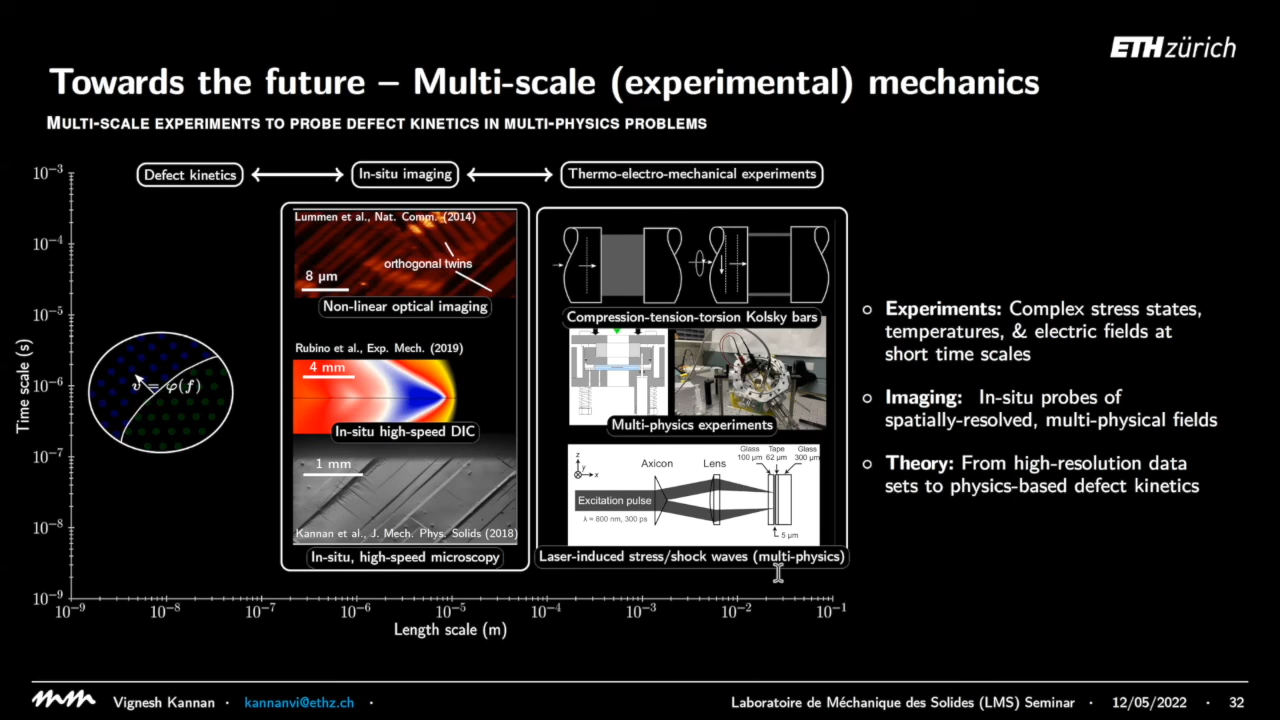 ETH zürich
Towards the future – Multi-scale (experimental) mechanics
MULTI-SCALE EXPERIMENTS TO PROBE DEFECT KINETICS IN MULTI-PHYSICS PROBLEMS
Defect kinetics
In-situ imaging
Thermo-electro-mechanical experiments
Time scale (s)
10⁻³
10⁻⁴
10⁻⁵
10⁻⁶
10⁻⁷
10⁻⁸
10⁻⁹
v = φ(f)
Lummen et al., Nat. Comm. (2014)
orthogonal twins
8 µm
Non-linear optical imaging
Rubino et al., Exp. Mech. (2019)
4 mm
In-situ high-speed DIC
1 mm
Kannan et al., J. Mech. Phys. Solids (2018)
In-situ, high-speed microscopy
Compression-tension-torsion Kolsky bars
Multi-physics experiments
z
y
x
Axicon
Lens
Glass
100 µm
Tape
62 µm
Glass
300 µm
Excitation pulse
λ = 800 nm, 300 ps
5 µm
Laser-induced stress/shock waves (multi-physics)
10⁻⁹ 10⁻⁸ 10⁻⁷ 10⁻⁶ 10⁻⁵ 10⁻⁴ 10⁻³ 10⁻² 10⁻¹
Length scale (m)
Experiments: Complex stress states,
temperatures, & electric fields at
short time scales
Imaging: In-situ probes of
spatially-resolved, multi-physical fields
Theory: From high-resolution data
sets to physics-based defect kinetics
Vignesh Kannan · kannanvi@ethz.ch ·
Laboratoire de Méchanique des Solides (LMS) Seminar · 12/05/2022 · 32